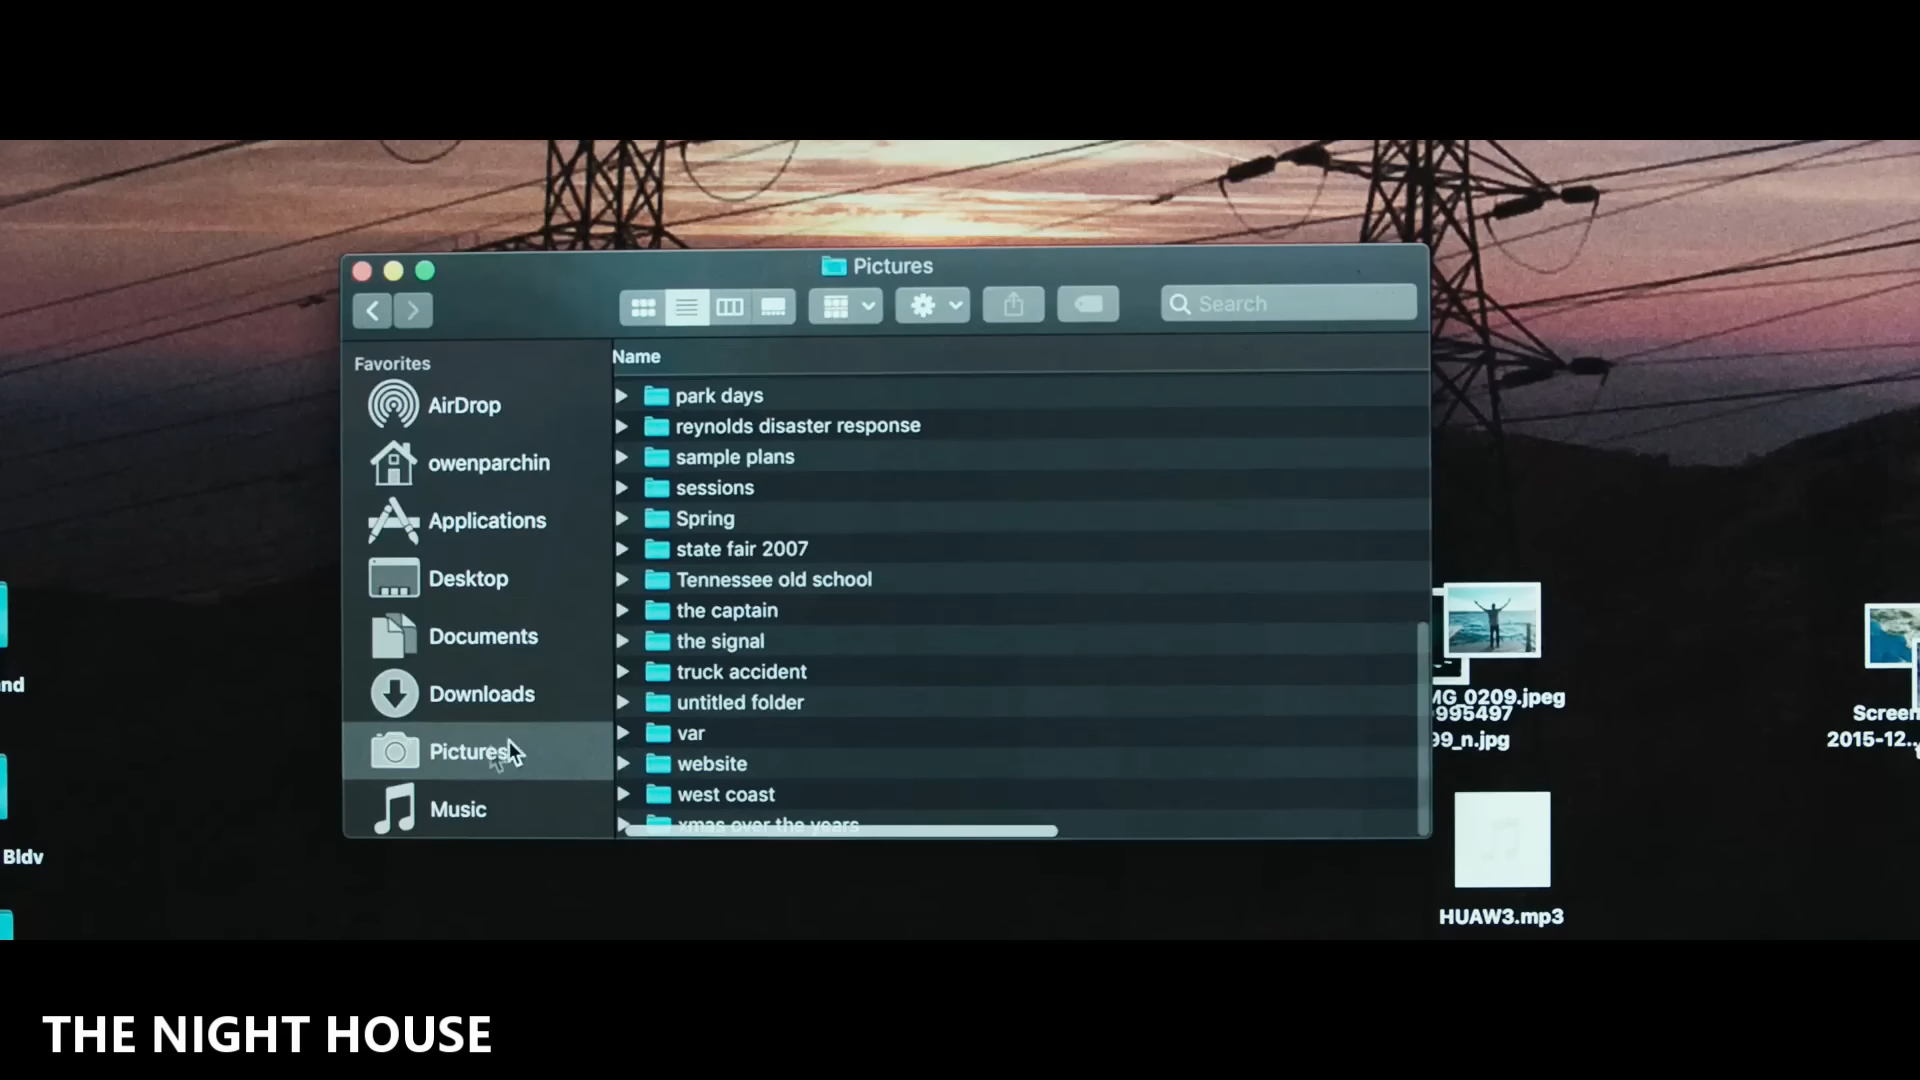 Pictures
Search
Favorites
AirDrop
owenparchin
Applications
Desktop
Documents
Downloads
Pictures
Music
Name
park days
reynolds disaster response
sample plans
sessions
Spring
state fair 2007
Tennessee old school
the captain
the signal
truck accident
untitled folder
var
website
west coast
xmas over the years
nd
Bldv
MG_0209.jpeg
995497
99_n.jpg
HUAW3.mp3
Screen
2015-12...
THE NIGHT HOUSE